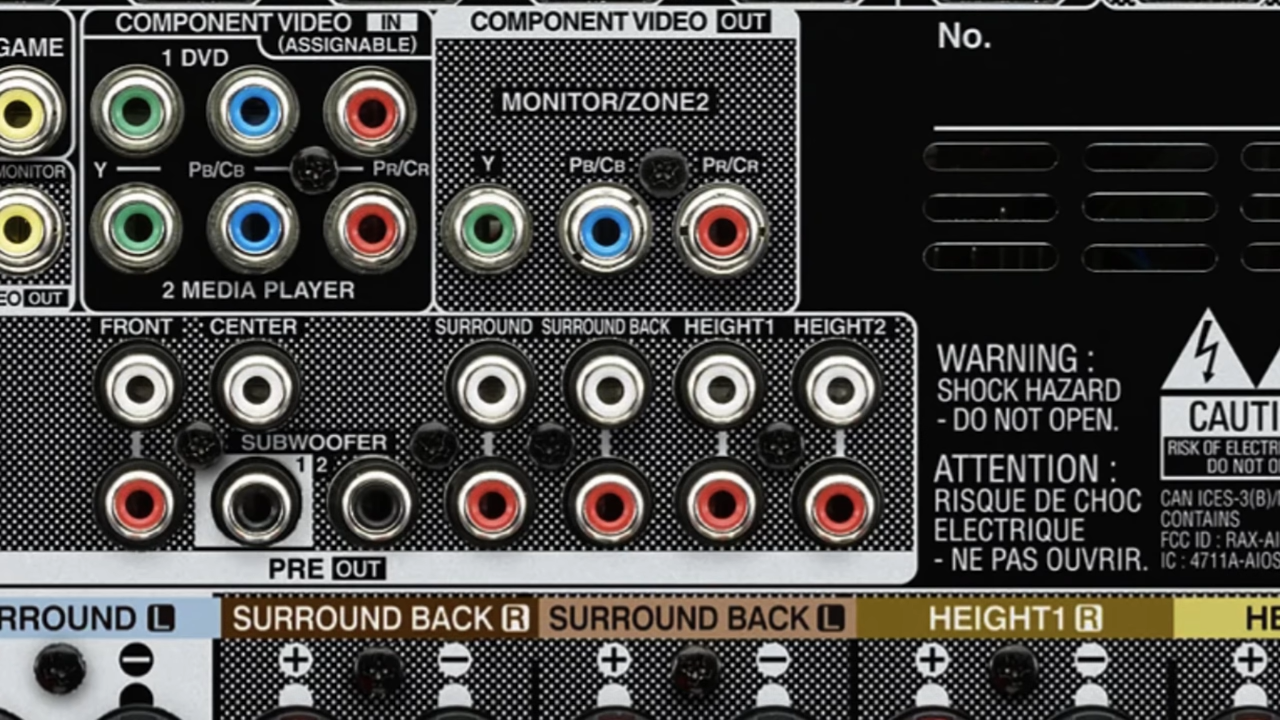 GAME
COMPONENT VIDEO IN
(ASSIGNABLE)
1 DVD
Y
PB/CB
PR/CR
2 MEDIA PLAYER
MONITOR
OUT
COMPONENT VIDEO OUT
MONITOR/ZONE2
Y
PB/CB
PR/CR
No.
FRONT
CENTER
SURROUND
SURROUND BACK
HEIGHT1
HEIGHT2
SUBWOOFER
1
2
PRE OUT
WARNING :
SHOCK HAZARD
- DO NOT OPEN.
ATTENTION :
RISQUE DE CHOC
ELECTRIQUE
- NE PAS OUVRIR.
CAUTI
RISK OF ELECTR
DO NOT O
CAN ICES-3(B)/
CONTAINS
FCC ID : RAX-AI
IC : 4711A-AIOS
RROUND L
SURROUND BACK R
SURROUND BACK L
HEIGHT1 R
HE
+
−
+
−
+
−
+